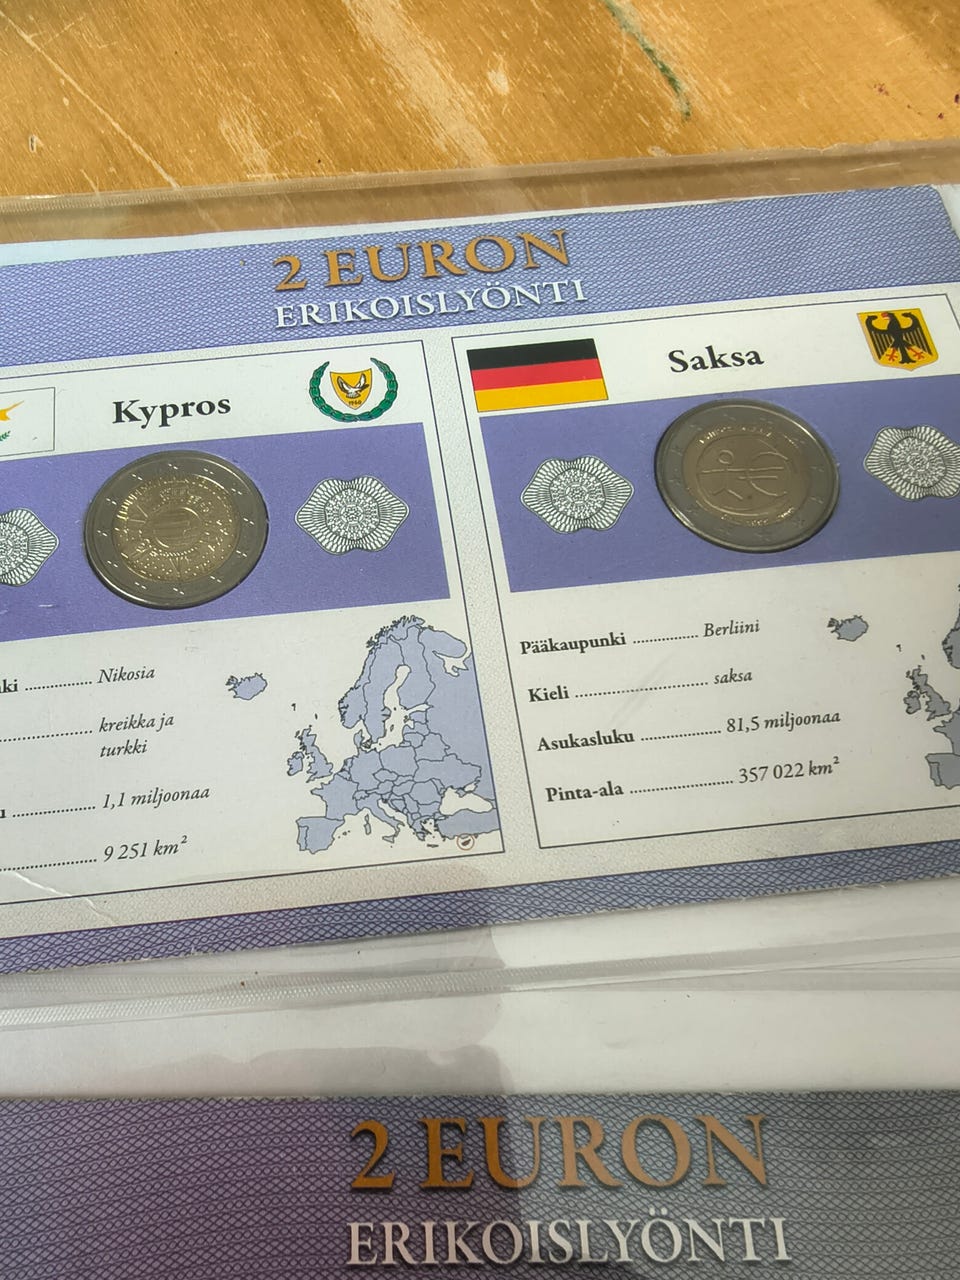 2 EURON
ERIKOISLYÖNTI
Kypros
1960
ki .............. Nikosia
.............. kreikka ja
turkki
.............. 1,1 miljoonaa
.............. 9 251 km²
Saksa
Pääkaupunki .............. Berliini
Kieli .............. saksa
Asukasluku .............. 81,5 miljoonaa
Pinta-ala .............. 357 022 km²
2 EURON
ERIKOISLYÖNTI